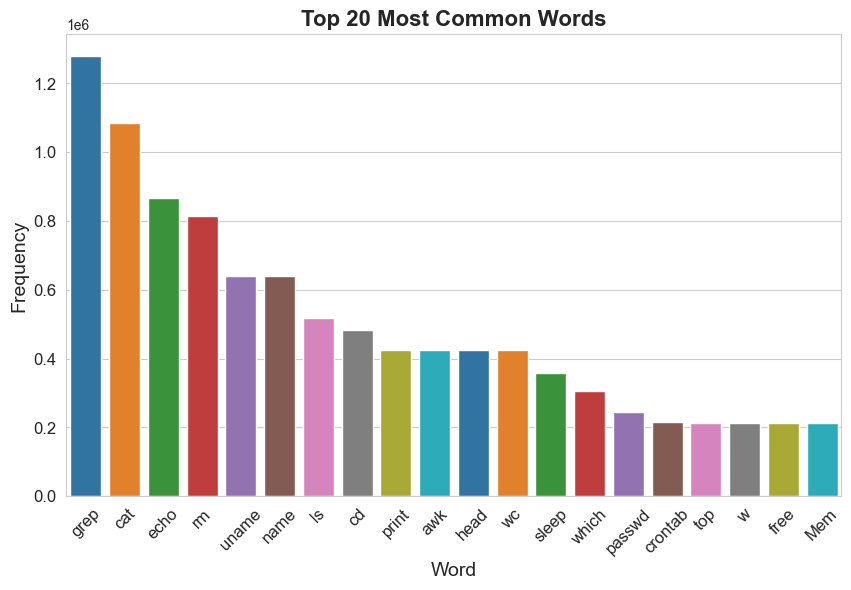 Top 20 Most Common Words
1e6
1.2
1.0
0.8
0.6
0.4
0.2
0.0
Frequency
grep cat echo rm uname name ls cd print awk head wc sleep which passwd crontab top w free Mem
Word